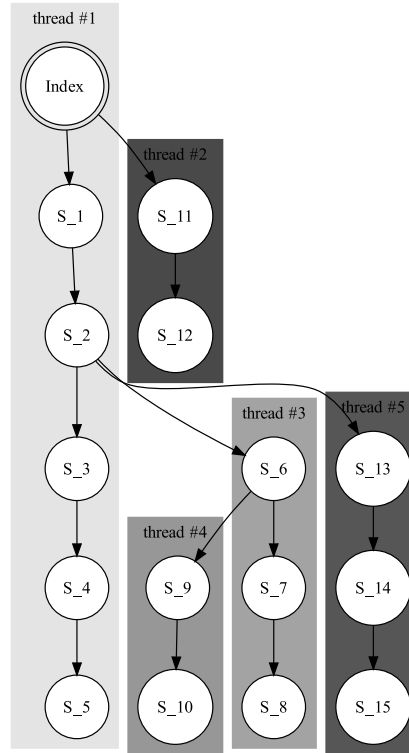 thread #1
Index
thread #2
S_1
S_11
S_2
S_12
thread #3
thread #5
S_3
S_6
S_13
thread #4
S_4
S_9
S_7
S_14
S_5
S_10
S_8
S_15